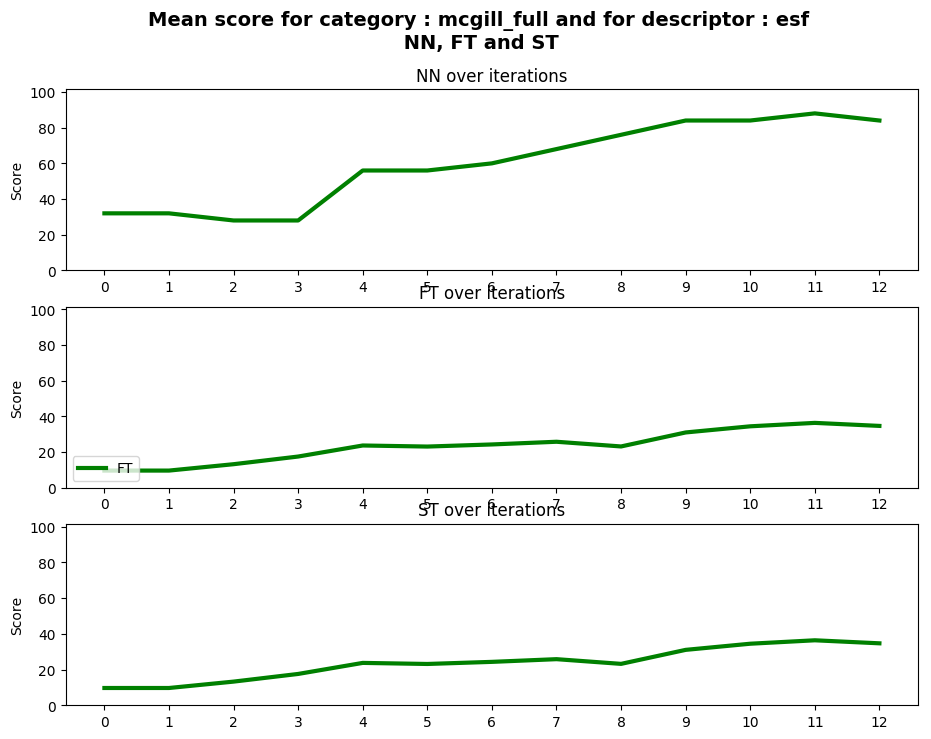 Mean score for category : mcgill_full and for descriptor : esf
NN, FT and ST
NN over iterations
100
80
60
40
20
0
Score
0 1 2 3 4 5 6 7 8 9 10 11 12
FT over iterations
100
80
60
40
20
0
Score
FT
0 1 2 3 4 5 6 7 8 9 10 11 12
ST over iterations
100
80
60
40
20
0
Score
0 1 2 3 4 5 6 7 8 9 10 11 12